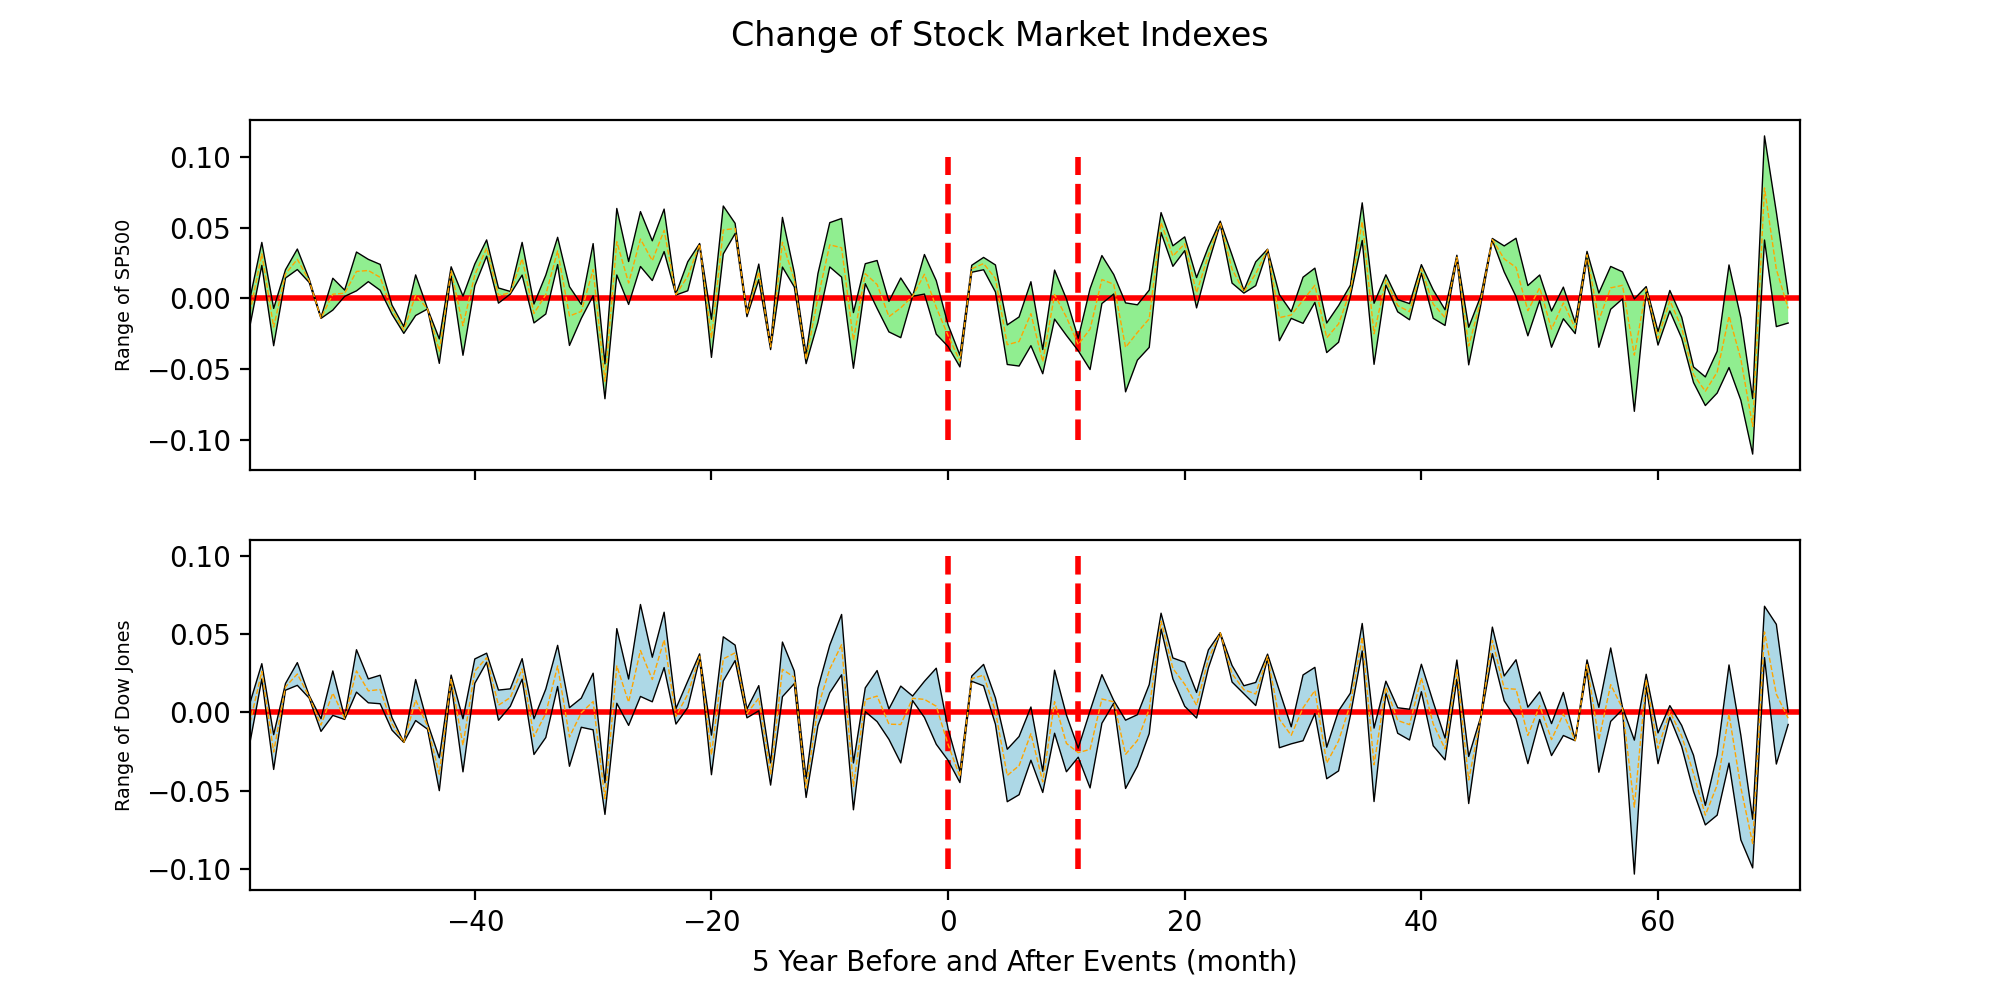 Change of Stock Market Indexes
0.10
0.05
0.00
−0.05
−0.10
Range of SP500
0.10
0.05
0.00
−0.05
−0.10
Range of Dow Jones
−40 −20 0 20 40 60
5 Year Before and After Events (month)